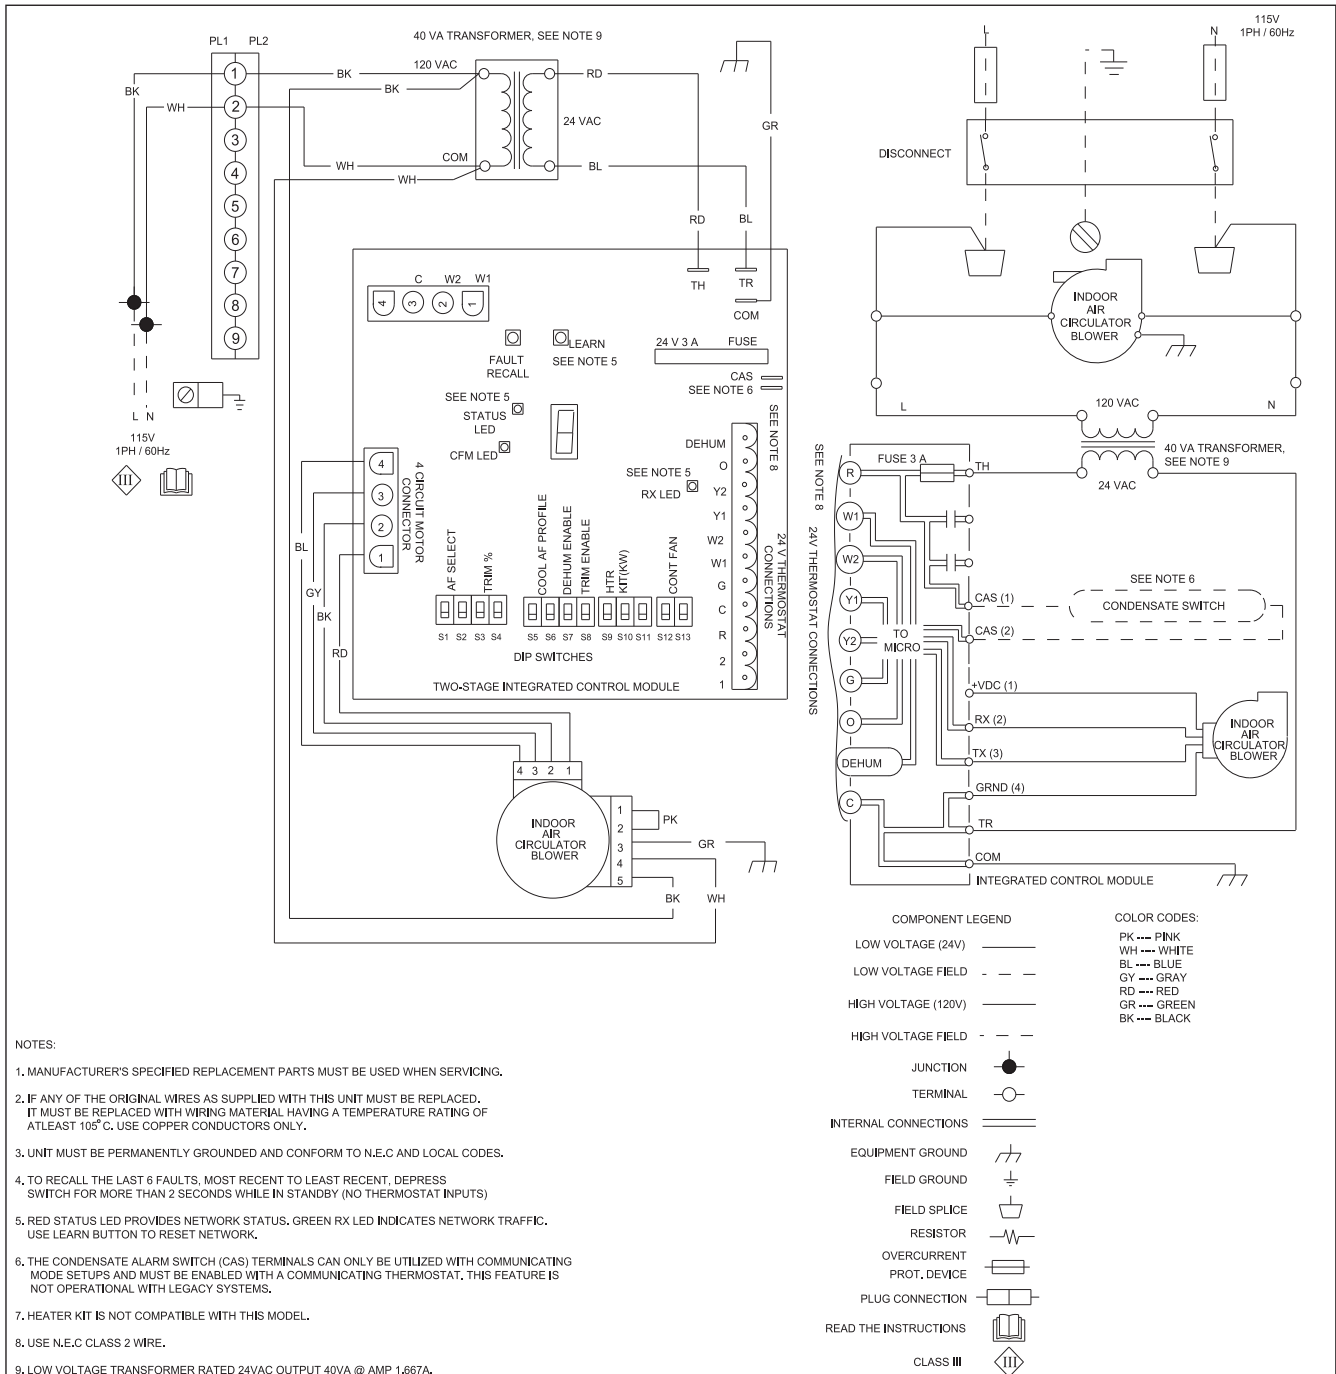 PL1 PL2
40 VA TRANSFORMER, SEE NOTE 9
120 VAC
RD
BK
BK
BK
1
WH
2
24 VAC
COM
WH
WH
BL
3
4
5
6
7
8
9
RD
BL
GR
TH
TR
COM
L N
115V
1PH / 60Hz
III
C W2 W1
4
3
2
1
FAULT
RECALL
LEARN
SEE NOTE 5
24 V 3 A FUSE
CAS
SEE NOTE 6
SEE NOTE 5
STATUS
LED
CFM LED
SEE NOTE 8
SEE NOTE 5
RX LED
DEHUM
O
Y2
Y1
W2
W1
G
C
R
2
1
24 V THERMOSTAT
CONNECTIONS
4
3
2
1
4 CIRCUIT MOTOR
CONNECTOR
BL
GY
BK
RD
AF SELECT
TRIM %
COOL AF PROFILE
DEHUM ENABLE
TRIM ENABLE
HTR
KIT(KW)
CONT FAN
S1 S2 S3 S4
S5 S6 S7 S8
S9 S10 S11
S12 S13
DIP SWITCHES
TWO-STAGE INTEGRATED CONTROL MODULE
4 3 2 1
INDOOR
AIR
CIRCULATOR
BLOWER
1
2
3
4
5
PK
GR
BK
WH
L
N
115V
1PH / 60Hz
DISCONNECT
INDOOR
AIR
CIRCULATOR
BLOWER
L
120 VAC
N
40 VA TRANSFORMER,
SEE NOTE 9
24 VAC
SEE NOTE 8 24V THERMOSTAT CONNECTIONS
FUSE 3 A
TH
R
W1
W2
Y1
Y2
G
O
DEHUM
C
TO
MICRO
SEE NOTE 6
CAS (1)
CONDENSATE SWITCH
CAS (2)
+VDC (1)
RX (2)
TX (3)
GRND (4)
TR
COM
INDOOR
AIR
CIRCULATOR
BLOWER
INTEGRATED CONTROL MODULE
COMPONENT LEGEND
LOW VOLTAGE (24V)
LOW VOLTAGE FIELD
HIGH VOLTAGE (120V)
HIGH VOLTAGE FIELD
JUNCTION
TERMINAL
INTERNAL CONNECTIONS
EQUIPMENT GROUND
FIELD GROUND
FIELD SPLICE
RESISTOR
OVERCURRENT
PROT. DEVICE
PLUG CONNECTION
READ THE INSTRUCTIONS
CLASS III
III
COLOR CODES:
PK ---- PINK
WH ---- WHITE
BL ---- BLUE
GY ---- GRAY
RD ---- RED
GR ---- GREEN
BK ---- BLACK
NOTES:
1. MANUFACTURER'S SPECIFIED REPLACEMENT PARTS MUST BE USED WHEN SERVICING.
2. IF ANY OF THE ORIGINAL WIRES AS SUPPLIED WITH THIS UNIT MUST BE REPLACED.
IT MUST BE REPLACED WITH WIRING MATERIAL HAVING A TEMPERATURE RATING OF
ATLEAST 105° C. USE COPPER CONDUCTORS ONLY.
3. UNIT MUST BE PERMANENTLY GROUNDED AND CONFORM TO N.E.C AND LOCAL CODES.
4. TO RECALL THE LAST 6 FAULTS, MOST RECENT TO LEAST RECENT, DEPRESS
SWITCH FOR MORE THAN 2 SECONDS WHILE IN STANDBY (NO THERMOSTAT INPUTS)
5. RED STATUS LED PROVIDES NETWORK STATUS. GREEN RX LED INDICATES NETWORK TRAFFIC.
USE LEARN BUTTON TO RESET NETWORK.
6. THE CONDENSATE ALARM SWITCH (CAS) TERMINALS CAN ONLY BE UTILIZED WITH COMMUNICATING
MODE SETUPS AND MUST BE ENABLED WITH A COMMUNICATING THERMOSTAT. THIS FEATURE IS
NOT OPERATIONAL WITH LEGACY SYSTEMS.
7. HEATER KIT IS NOT COMPATIBLE WITH THIS MODEL.
8. USE N.E.C CLASS 2 WIRE.
9. LOW VOLTAGE TRANSFORMER RATED 24VAC OUTPUT 40VA @ AMP 1.667A.